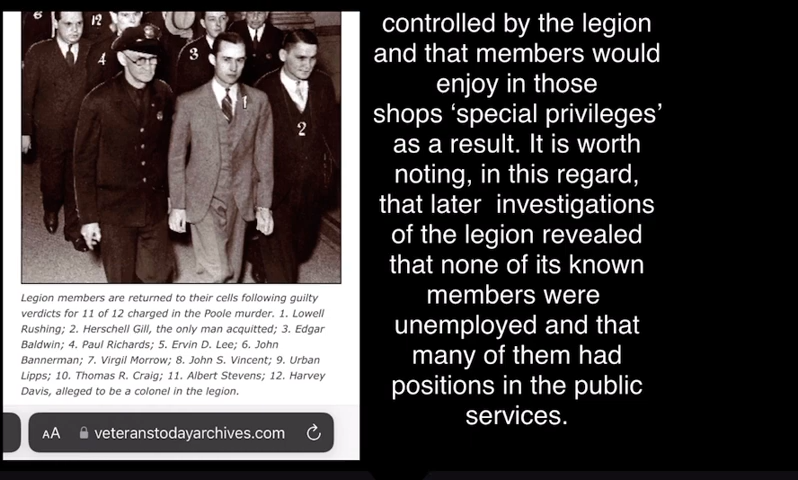 12
4
3
1
2
Legion members are returned to their cells following guilty
verdicts for 11 of 12 charged in the Poole murder. 1. Lowell
Rushing; 2. Herschell Gill, the only man acquitted; 3. Edgar
Baldwin; 4. Paul Richards; 5. Ervin D. Lee; 6. John
Bannerman; 7. Virgil Morrow; 8. John S. Vincent; 9. Urban
Lipps; 10. Thomas R. Craig; 11. Albert Stevens; 12. Harvey
Davis, alleged to be a colonel in the legion.
AA veteranstodayarchives.com
controlled by the legion
and that members would
enjoy in those
shops ‘special privileges’
as a result. It is worth
noting, in this regard,
that later investigations
of the legion revealed
that none of its known
members were
unemployed and that
many of them had
positions in the public
services.